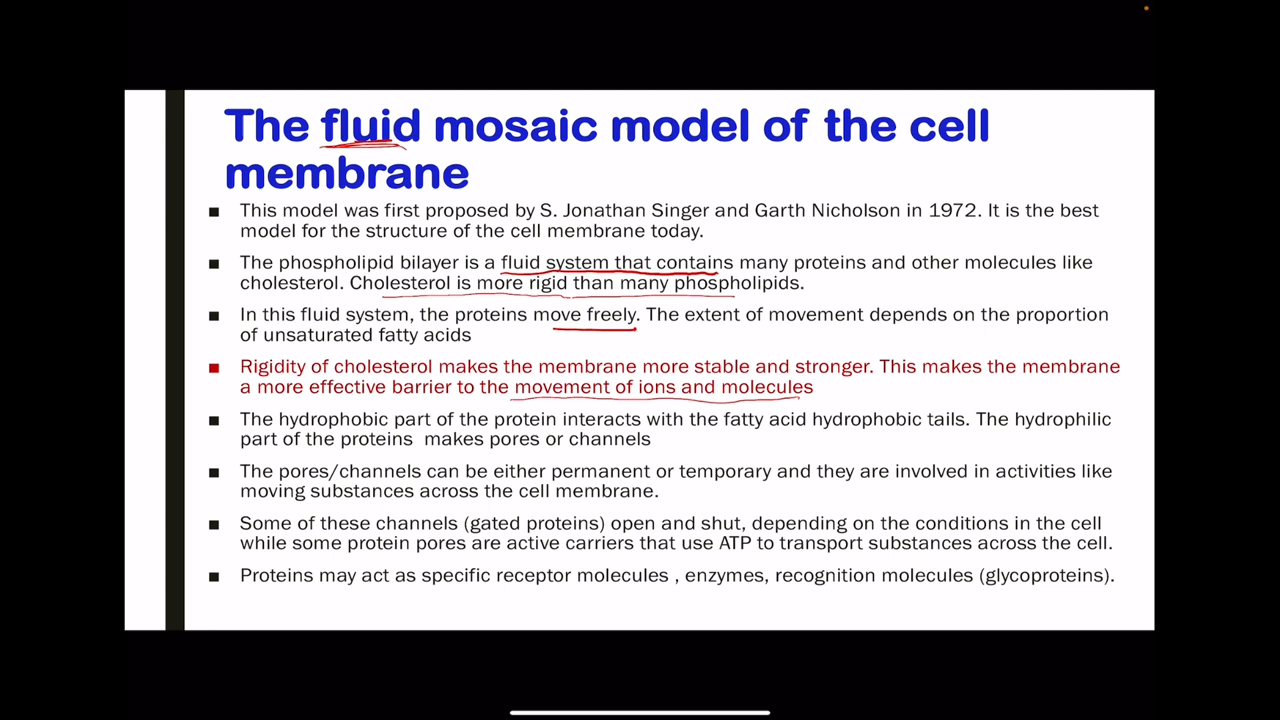 The fluid mosaic model of the cell
membrane
■ This model was first proposed by S. Jonathan Singer and Garth Nicholson in 1972. It is the best
model for the structure of the cell membrane today.
■ The phospholipid bilayer is a fluid system that contains many proteins and other molecules like
cholesterol. Cholesterol is more rigid than many phospholipids.
■ In this fluid system, the proteins move freely. The extent of movement depends on the proportion
of unsaturated fatty acids
■ Rigidity of cholesterol makes the membrane more stable and stronger. This makes the membrane
a more effective barrier to the movement of ions and molecules
■ The hydrophobic part of the protein interacts with the fatty acid hydrophobic tails. The hydrophilic
part of the proteins  makes pores or channels
■ The pores/channels can be either permanent or temporary and they are involved in activities like
moving substances across the cell membrane.
■ Some of these channels (gated proteins) open and shut, depending on the conditions in the cell
while some protein pores are active carriers that use ATP to transport substances across the cell.
■ Proteins may act as specific receptor molecules , enzymes, recognition molecules (glycoproteins).